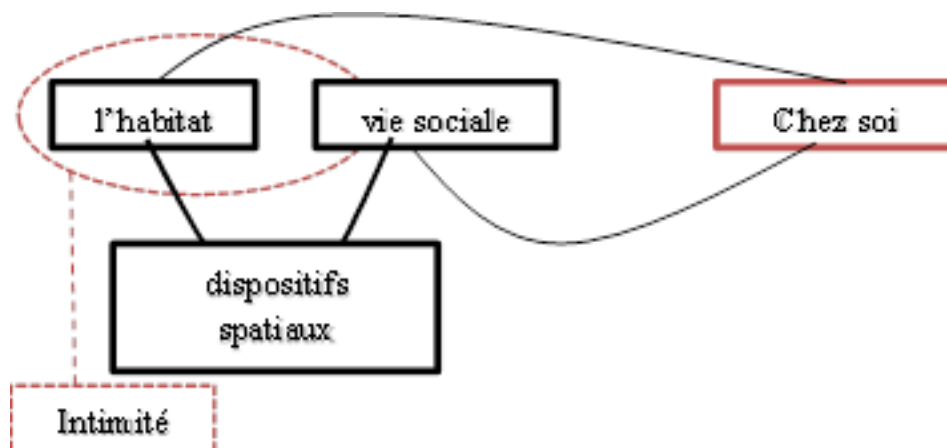 l'habitat
vie sociale
Chez soi
dispositifs
spatiaux
Intimité